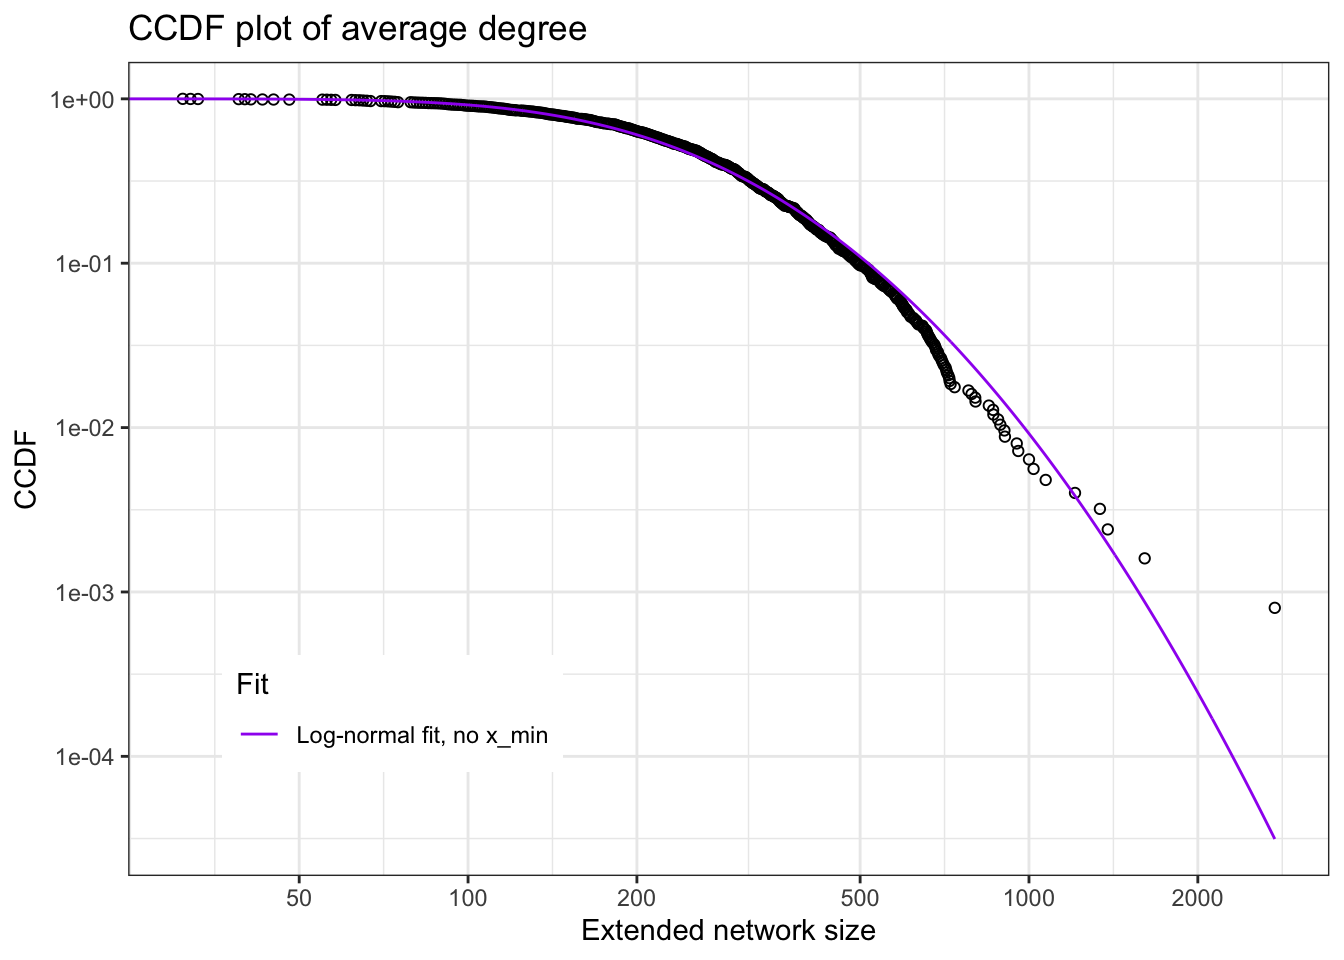 CCDF plot of average degree
1e+00
1e-01
1e-02
1e-03
1e-04
CCDF
Fit
Log-normal fit, no x_min
50 100 200 500 1000 2000
Extended network size